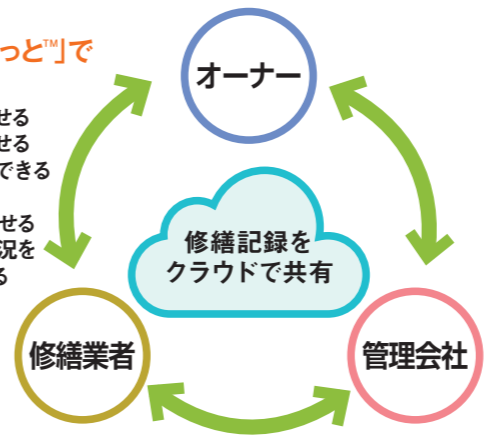 っと™」で
せる
せる
できる
せる
況を
る
オーナー
修繕記録を
クラウドで共有
修繕業者
管理会社